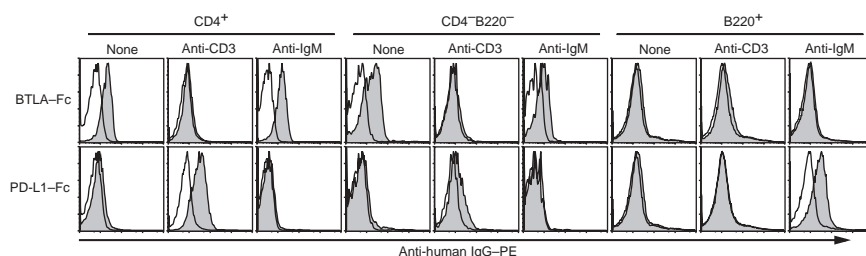 CD4+ CD4–B220– B220+
None Anti-CD3 Anti-IgM None Anti-CD3 Anti-IgM None Anti-CD3 Anti-IgM
BTLA–Fc
PD-L1–Fc
Anti-human IgG–PE